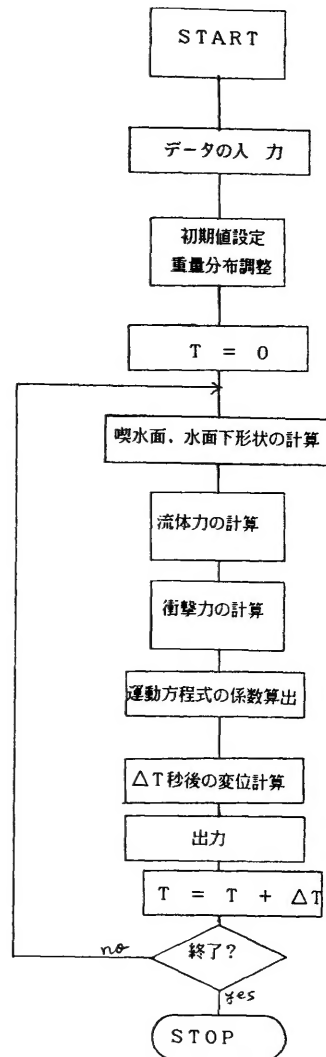 START
データの入 力
初期値設定
重量分布調整
T = 0
喫水面、水面下形状の計算
流体力の計算
衝撃力の計算
運動方程式の係数算出
△T秒後の変位計算
出力
T = T + △T
no
終了?
yes
STOP